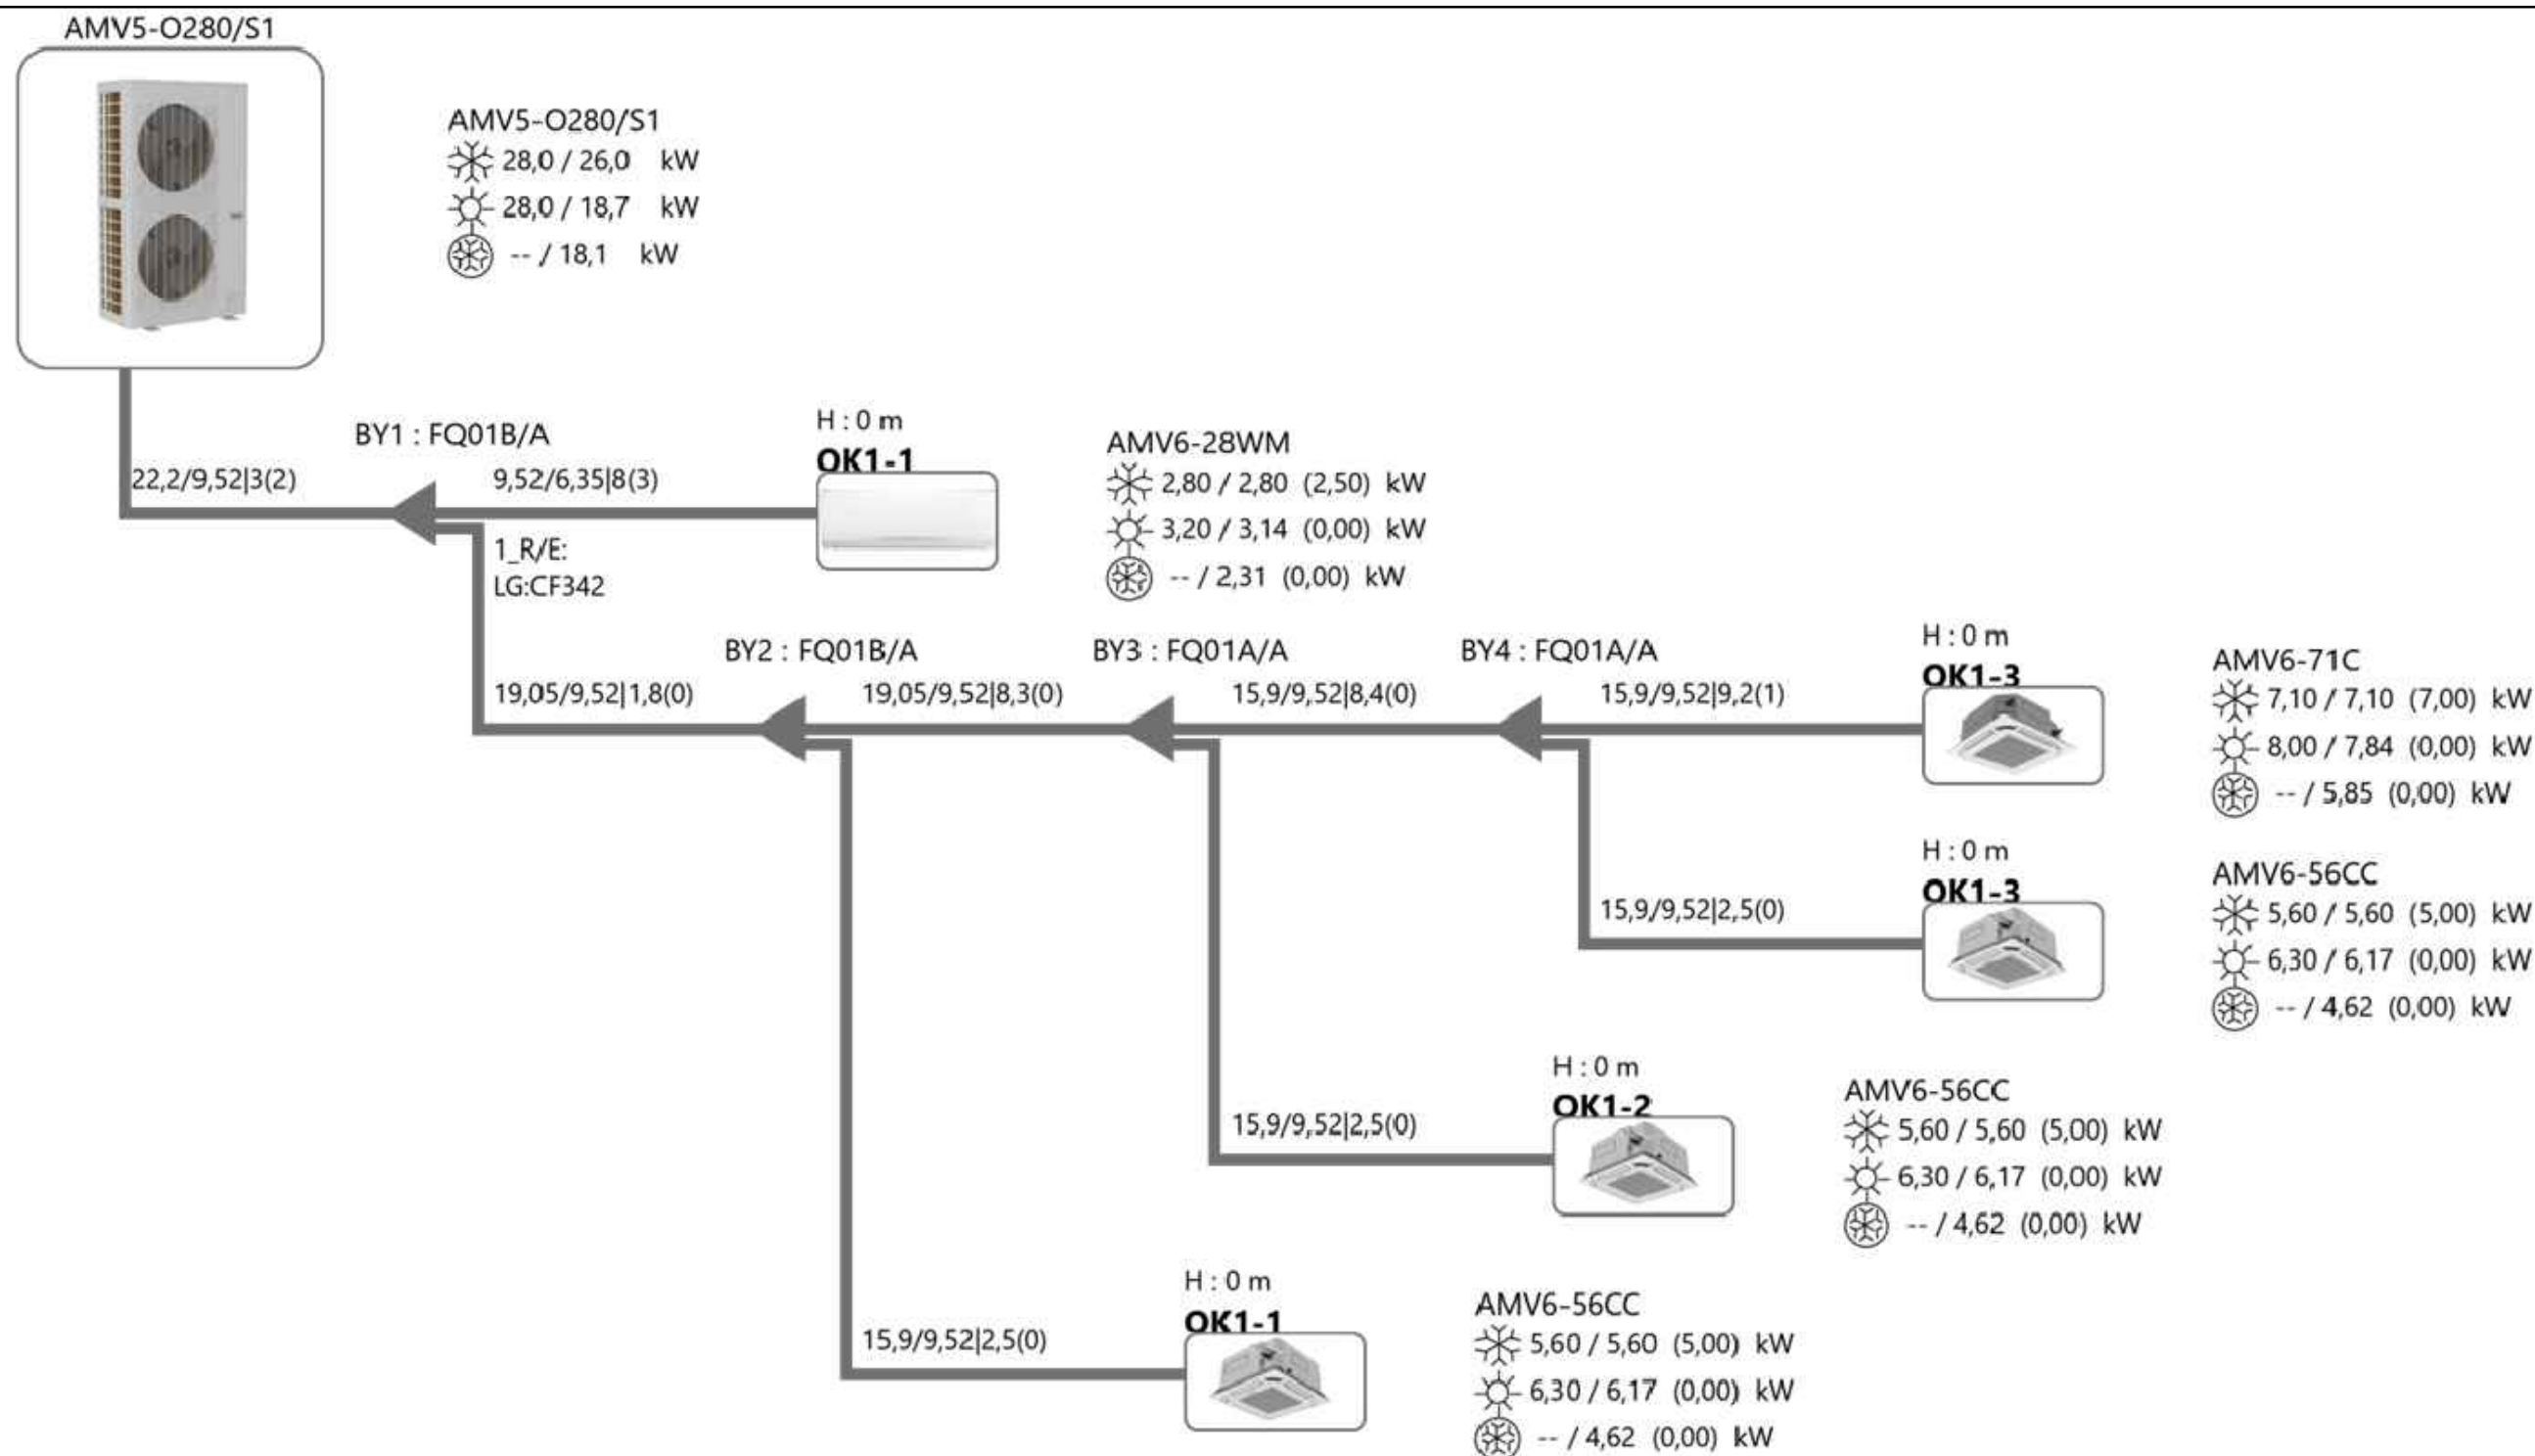 AMV5-O280/S1
AMV5-O280/S1
28,0 / 26,0 kW
28,0 / 18,7 kW
-- / 18,1 kW
BY1 : FQ01B/A
22,2/9,52|3(2)
9,52/6,35|8(3)
H : 0 m
OK1-1
AMV6-28WM
2,80 / 2,80 (2,50) kW
3,20 / 3,14 (0,00) kW
-- / 2,31 (0,00) kW
1_R/E:
LG:CF342
BY2 : FQ01B/A
BY3 : FQ01A/A
BY4 : FQ01A/A
19,05/9,52|1,8(0)
19,05/9,52|8,3(0)
15,9/9,52|8,4(0)
15,9/9,52|9,2(1)
H : 0 m
OK1-3
AMV6-71C
7,10 / 7,10 (7,00) kW
8,00 / 7,84 (0,00) kW
-- / 5,85 (0,00) kW
15,9/9,52|2,5(0)
H : 0 m
OK1-3
AMV6-56CC
5,60 / 5,60 (5,00) kW
6,30 / 6,17 (0,00) kW
-- / 4,62 (0,00) kW
15,9/9,52|2,5(0)
H : 0 m
OK1-2
AMV6-56CC
5,60 / 5,60 (5,00) kW
6,30 / 6,17 (0,00) kW
-- / 4,62 (0,00) kW
15,9/9,52|2,5(0)
H : 0 m
OK1-1
AMV6-56CC
5,60 / 5,60 (5,00) kW
6,30 / 6,17 (0,00) kW
-- / 4,62 (0,00) kW